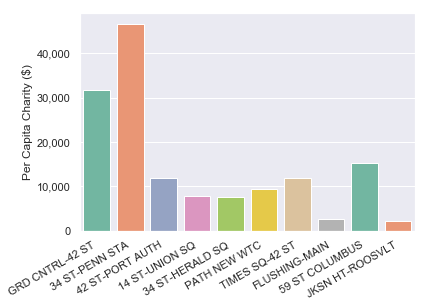 Per Capita Charity ($)
40,000
30,000
20,000
10,000
0
GRD CNTRL-42 ST
34 ST-PENN STA
42 ST-PORT AUTH
14 ST-UNION SQ
34 ST-HERALD SQ
PATH NEW WTC
TIMES SQ-42 ST
FLUSHING-MAIN
59 ST COLUMBUS
JKSN HT-ROOSVLT